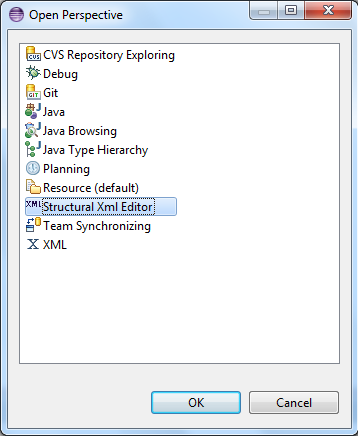 Open Perspective
CVS Repository Exploring
Debug
Git
Java
Java Browsing
Java Type Hierarchy
Planning
Resource (default)
XML Structural Xml Editor
Team Synchronizing
X XML
OK
Cancel